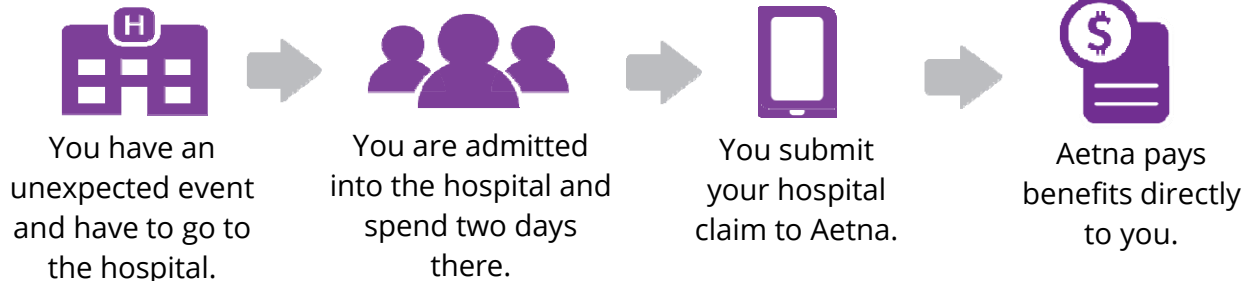 H
You have an
unexpected event
and have to go to
the hospital.
You are admitted
into the hospital and
spend two days
there.
You submit
your hospital
claim to Aetna.
$
Aetna pays
benefits directly
to you.